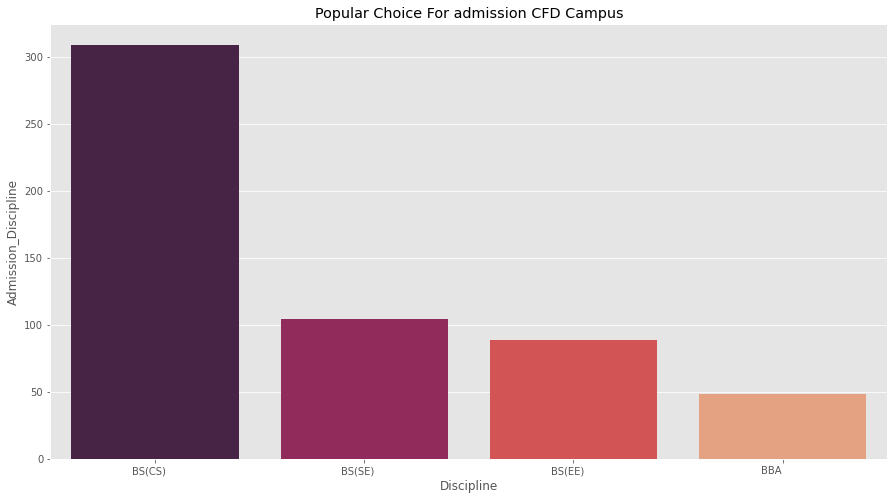 Popular Choice For admission CFD Campus
Admission_Discipline
300
250
200
150
100
50
0
BS(CS) BS(SE) BS(EE) BBA
Discipline